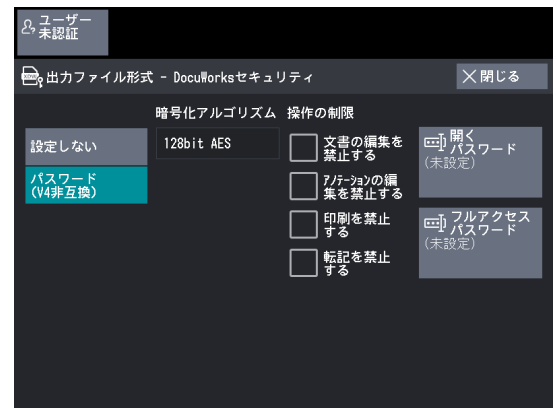 ユーザー
未認証
出力ファイル形式 - DocuWorksセキュリティ
閉じる
暗号化アルゴリズム
操作の制限
設定しない
パスワード
(V4非互換)
128bit AES
文書の編集を
禁止する
ｱﾉﾃｰｼｮﾝの編
集を禁止する
印刷を禁止
する
転記を禁止
する
開く
パスワード
(未設定)
フルアクセス
パスワード
(未設定)